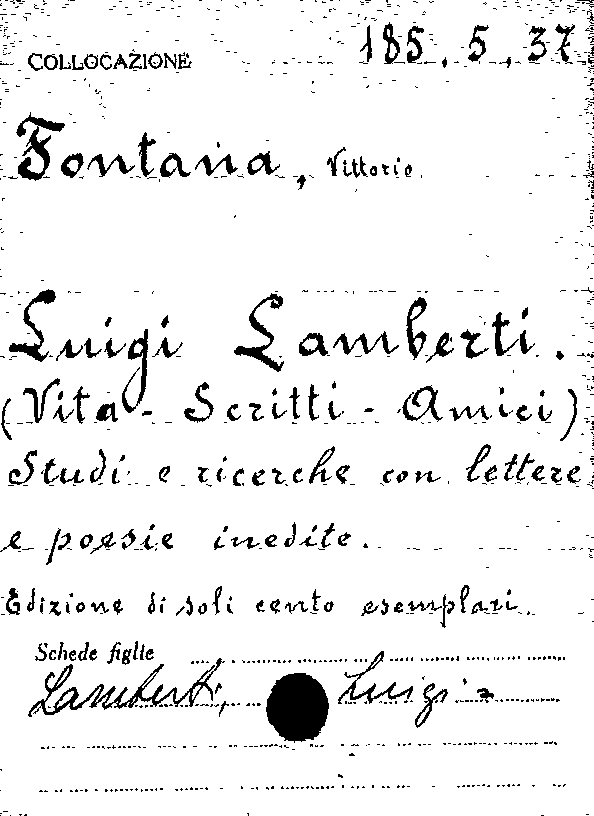 COLLOCAZIONE 185.5.37
Fontana, Vittorio
Luigi Lamberti.
(Vita - Scritti - Amici)
Studi e ricerche con lettere
e poesie inedite.
Edizione di soli cento esemplari.
Schede figlie
Lamberti, Luigi =